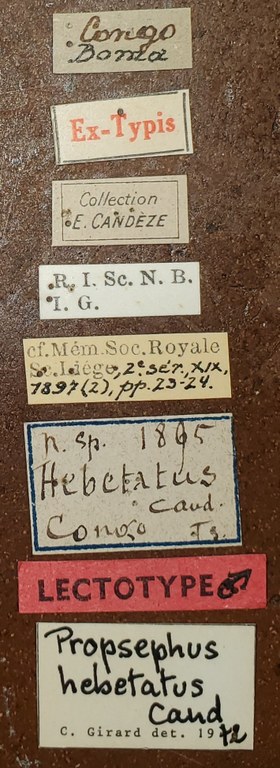 Congo
Boma
Ex-Typis
Collection
E. CANDÈZE
R. I. Sc. N. B.
I. G.
cf. Mém. Soc. Royale
Sc. Liège, 2e sér. XIX,
1897 (2), pp. 23-24.
n. sp. 1895
Hebetatus
Cand.
Congo
LECTOTYPE ♂
Propsephus
hebetatus
Cand
C. Girard det. 1972